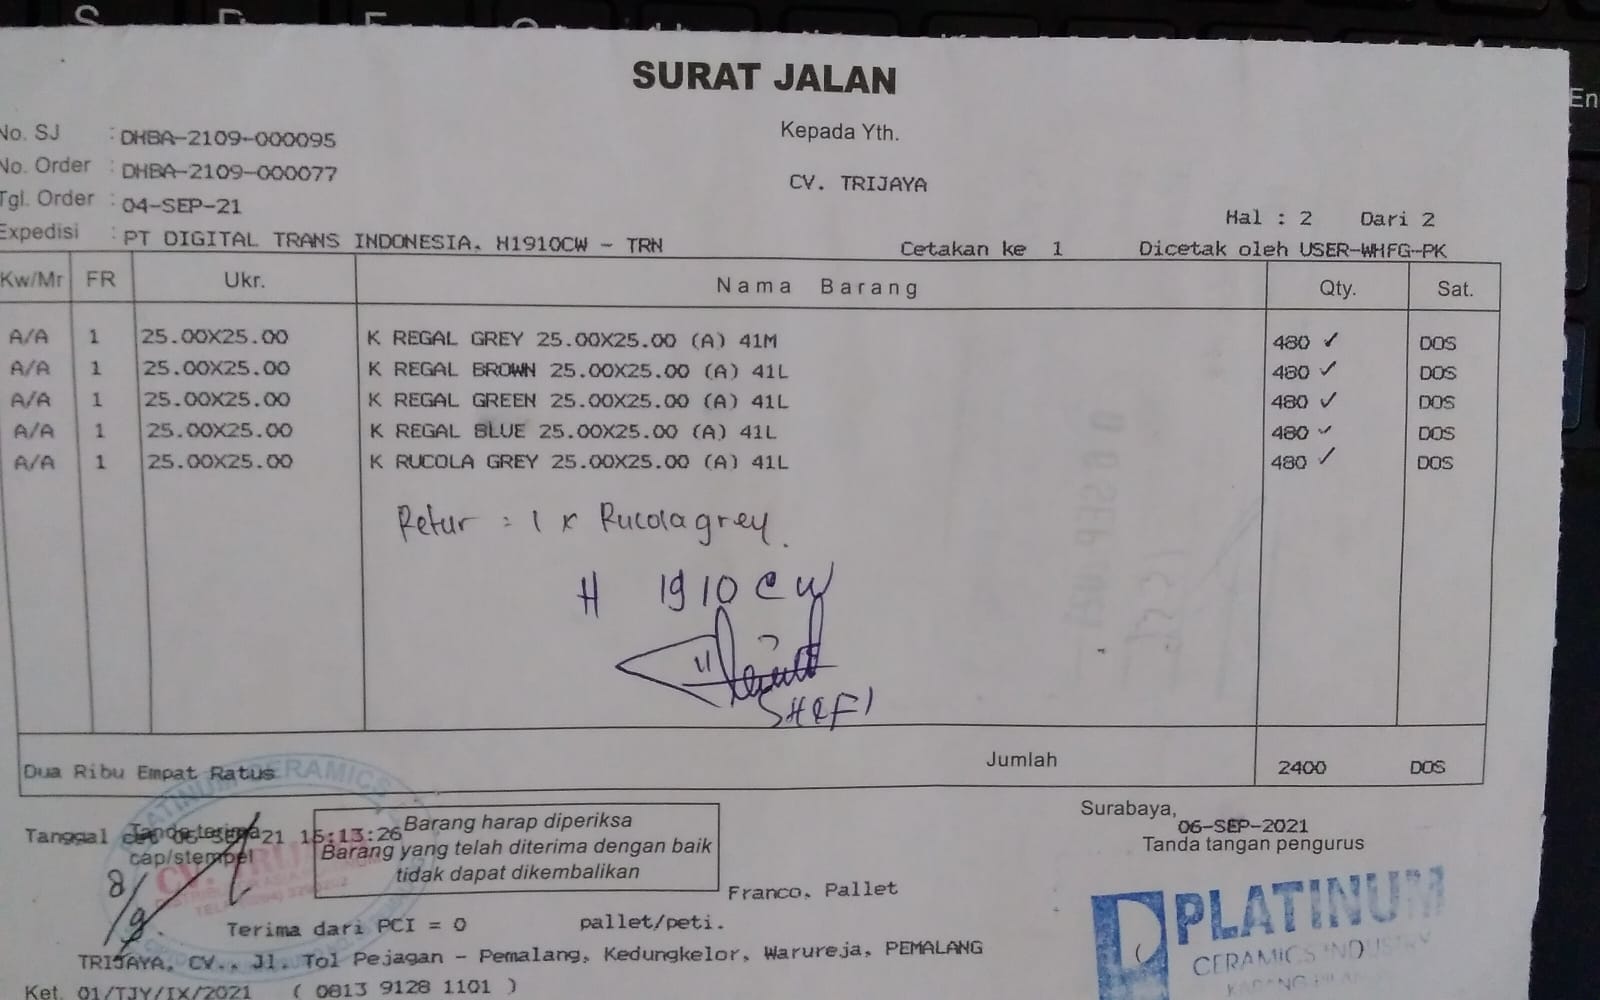 SURAT JALAN
No. SJ : DHBA-2109-000095
Kepada Yth.
No. Order : DHBA-2109-000077
CV. TRIJAYA
Tgl. Order : 04-SEP-21
Hal : 2 Dari 2
Expedisi : PT DIGITAL TRANS INDONESIA. H1910CW - TRN
Cetakan ke 1 Dicetak oleh USER-WHFG-PK
Kw/Mr FR Ukr. Nama Barang Qty. Sat.
A/A 1 25.00X25.00 K REGAL GREY 25.00X25.00 (A) 41M 480 ✓ DOS
A/A 1 25.00X25.00 K REGAL BROWN 25.00X25.00 (A) 41L 480 ✓ DOS
A/A 1 25.00X25.00 K REGAL GREEN 25.00X25.00 (A) 41L 480 ✓ DOS
A/A 1 25.00X25.00 K REGAL BLUE 25.00X25.00 (A) 41L 480 ✓ DOS
A/A 1 25.00X25.00 K RUCOLA GREY 25.00X25.00 (A) 41L 480 ✓ DOS
Retur = 1 x Rucola grey.
H 1910 CW
Dua Ribu Empat Ratus
Jumlah 2400 DOS
PLATINUM CERAMICS
Tanggal 06-SEP-21 15:13:26
Tanda terima
cap/stempel
CV. TRIJAYA
8/9.
Barang harap diperiksa
Barang yang telah diterima dengan baik
tidak dapat dikembalikan
Surabaya,
06-SEP-2021
Tanda tangan pengurus
Franco. Pallet
Terima dari PCI = 0 pallet/peti.
TRIJAYA, CV., Jl. Tol Pejagan - Pemalang, Kedungkelor, Warureja, PEMALANG
Ket. 01/TJY/IX/2021 ( 0813 9128 1101 )
PLATINUM
CERAMICS INDUSTRY